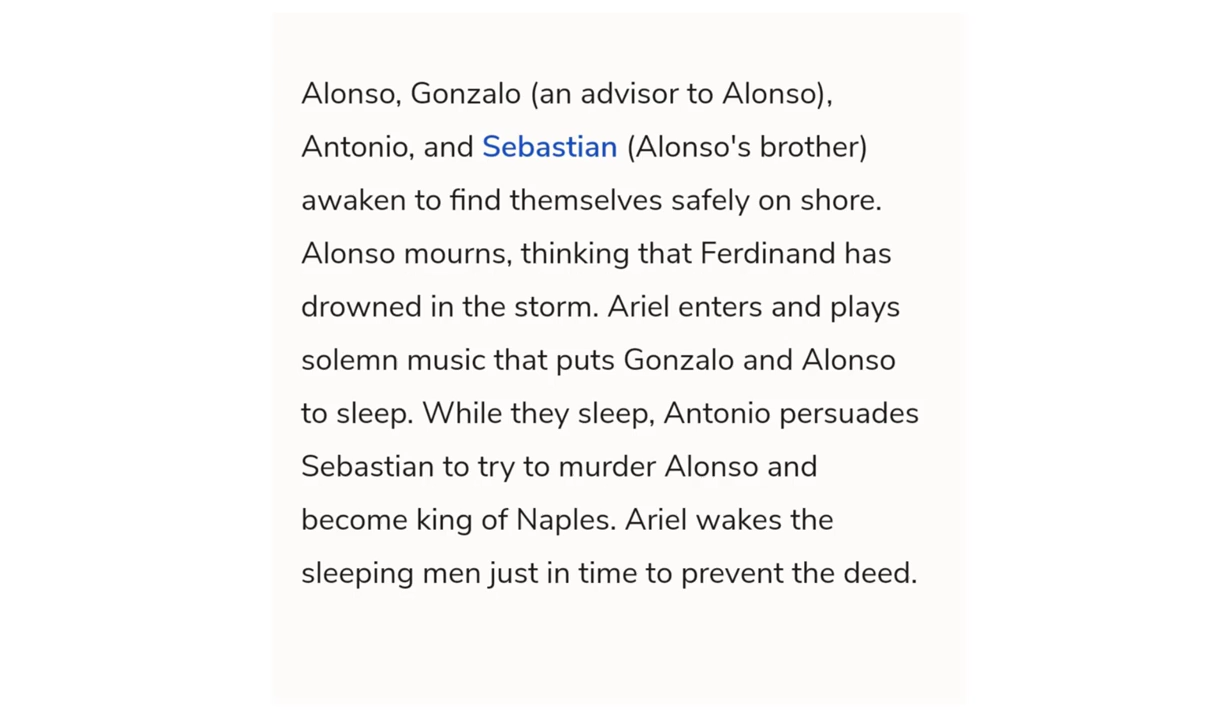 Alonso, Gonzalo (an advisor to Alonso),
Antonio, and Sebastian (Alonso's brother)
awaken to find themselves safely on shore.
Alonso mourns, thinking that Ferdinand has
drowned in the storm. Ariel enters and plays
solemn music that puts Gonzalo and Alonso
to sleep. While they sleep, Antonio persuades
Sebastian to try to murder Alonso and
become king of Naples. Ariel wakes the
sleeping men just in time to prevent the deed.